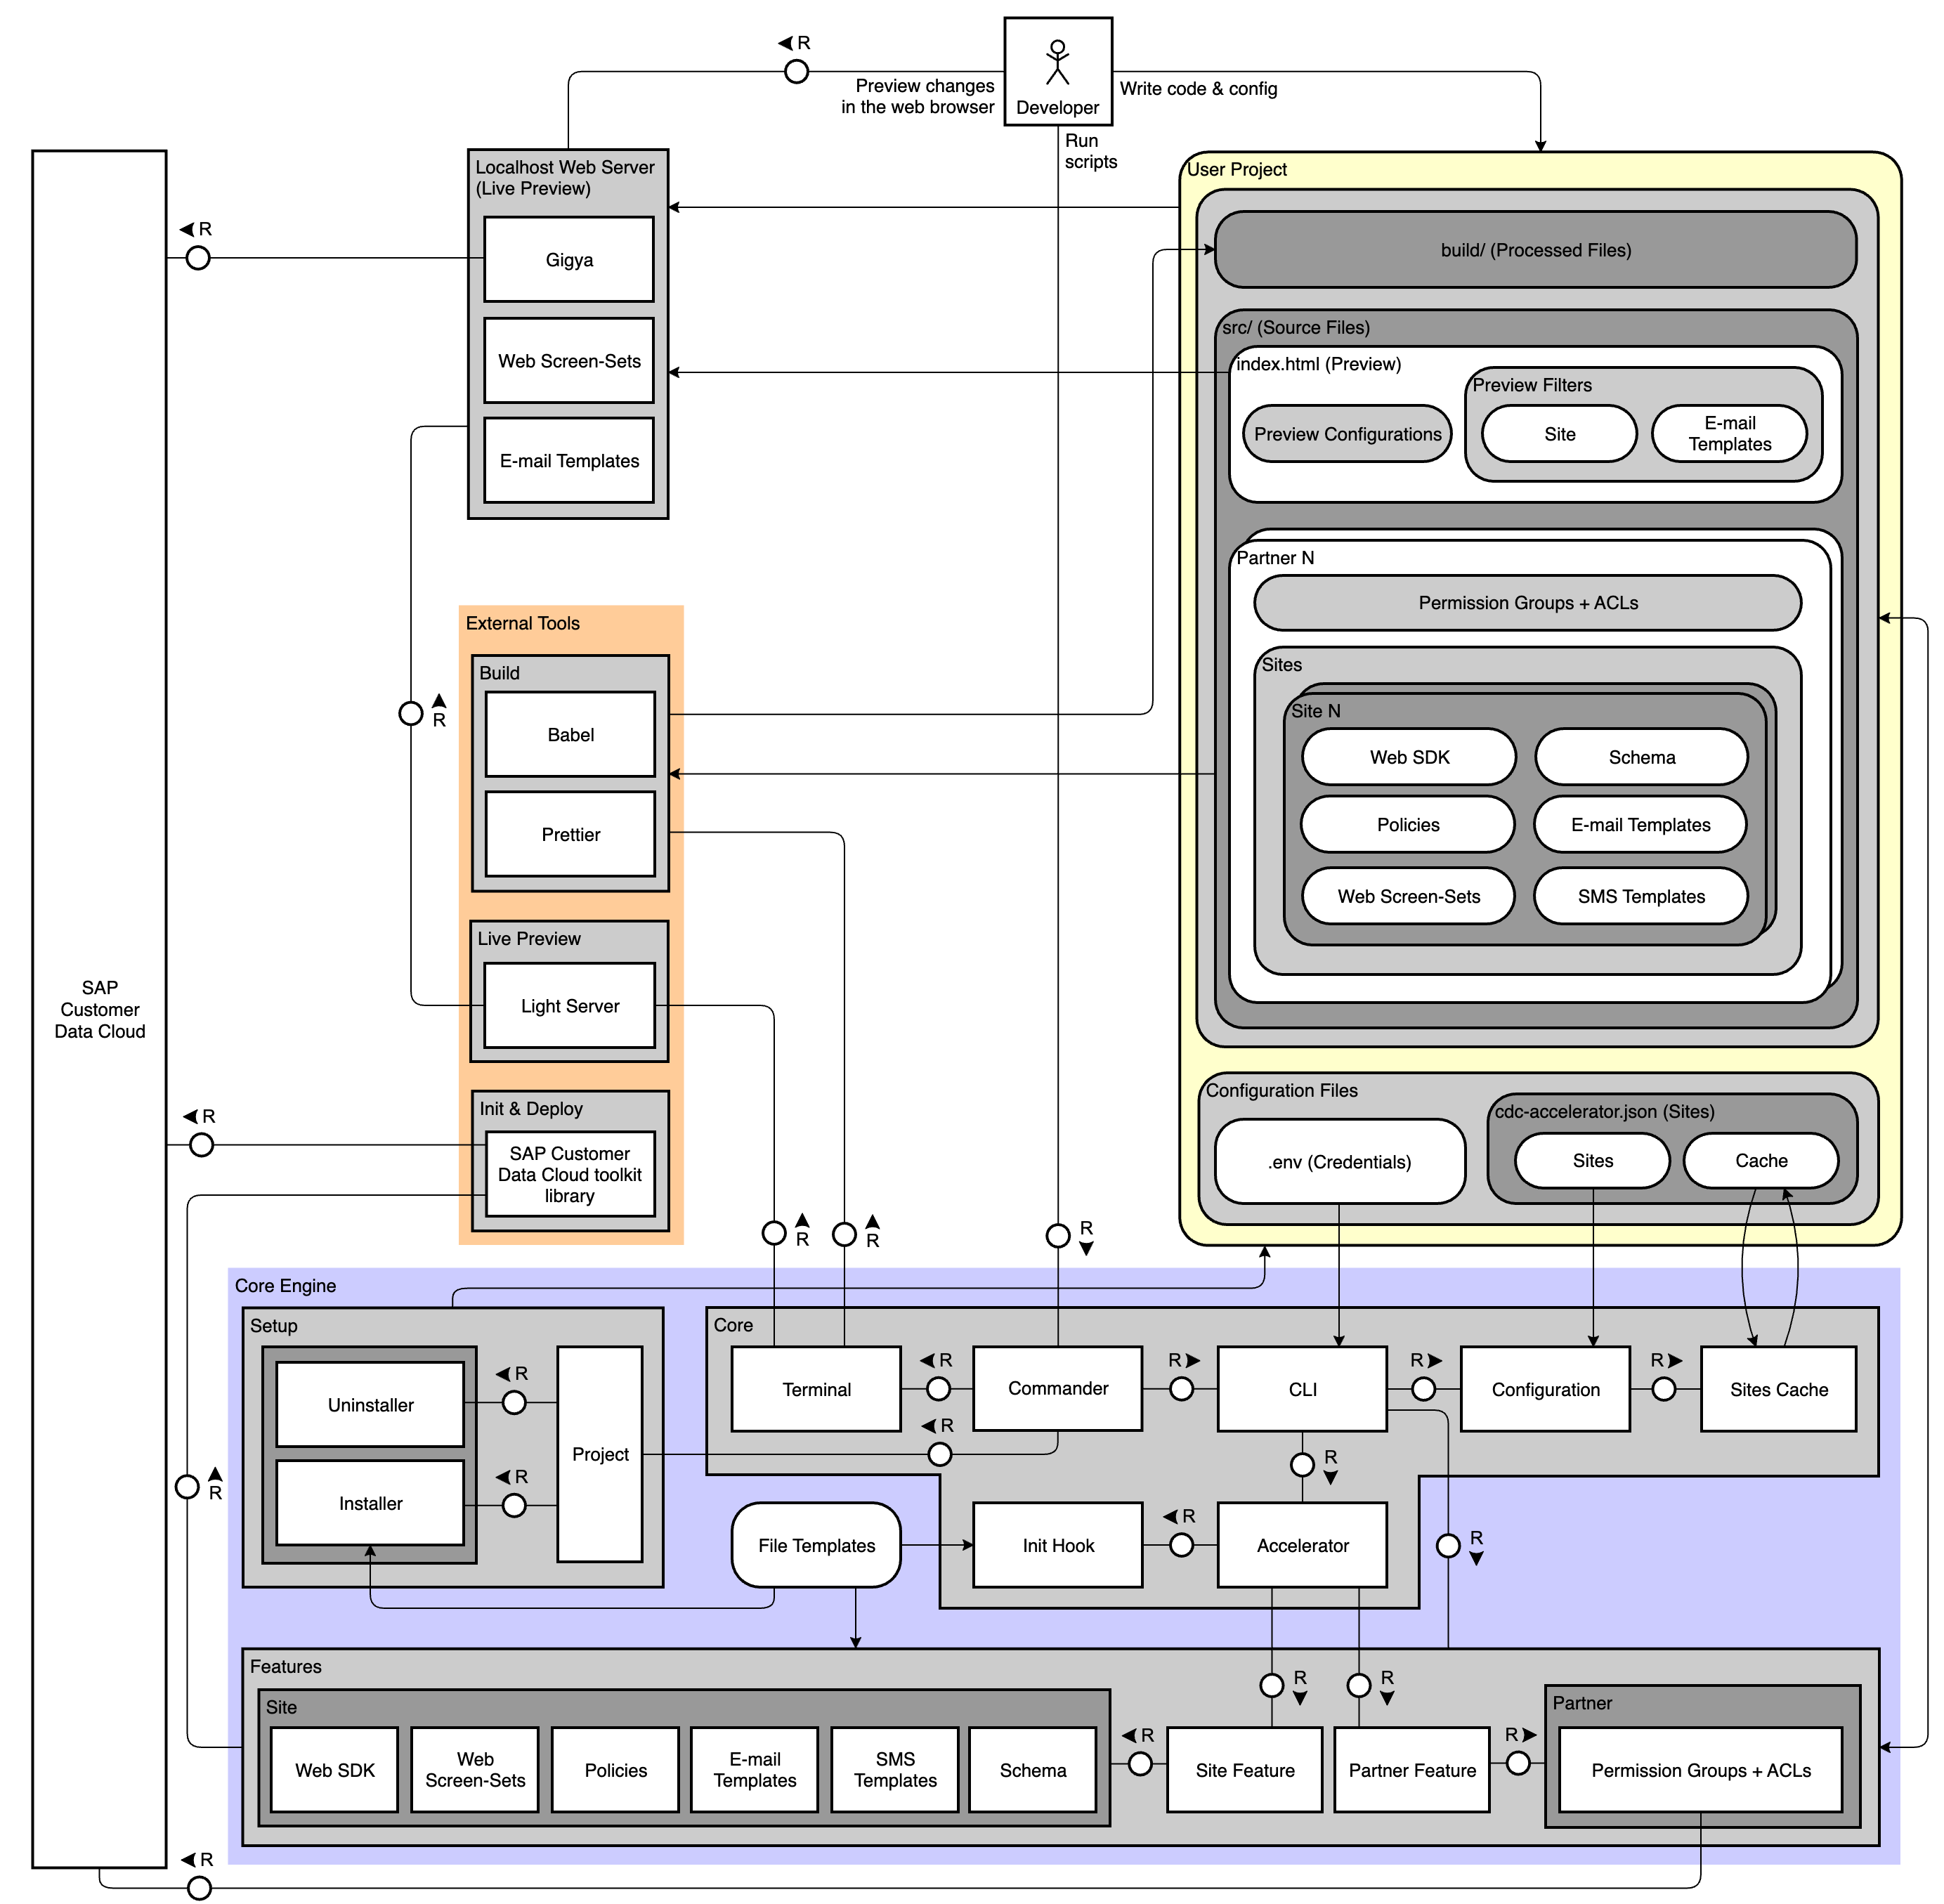 R
Preview changes
in the web browser
Developer
Write code & config
Run
scripts
SAP
Customer
Data Cloud
R
Localhost Web Server
(Live Preview)
Gigya
Web Screen-Sets
E-mail Templates
User Project
build/ (Processed Files)
src/ (Source Files)
index.html (Preview)
Preview Configurations
Preview Filters
Site
E-mail
Templates
Partner N
Permission Groups + ACLs
Sites
Site N
Web SDK
Schema
Policies
E-mail Templates
Web Screen-Sets
SMS Templates
External Tools
Build
Babel
Prettier
R
Live Preview
Light Server
Init & Deploy
SAP Customer
Data Cloud toolkit
library
R
R
R
R
Configuration Files
.env (Credentials)
cdc-accelerator.json (Sites)
Sites
Cache
Core Engine
Setup
Uninstaller
R
Installer
R
Project
R
Core
Terminal
R
Commander
R
CLI
R
Configuration
R
Sites Cache
R
R
File Templates
Init Hook
R
Accelerator
R
Features
R
R
Site
Web SDK
Web
Screen-Sets
Policies
E-mail
Templates
SMS
Templates
Schema
R
Site Feature
Partner Feature
R
Partner
Permission Groups + ACLs
R